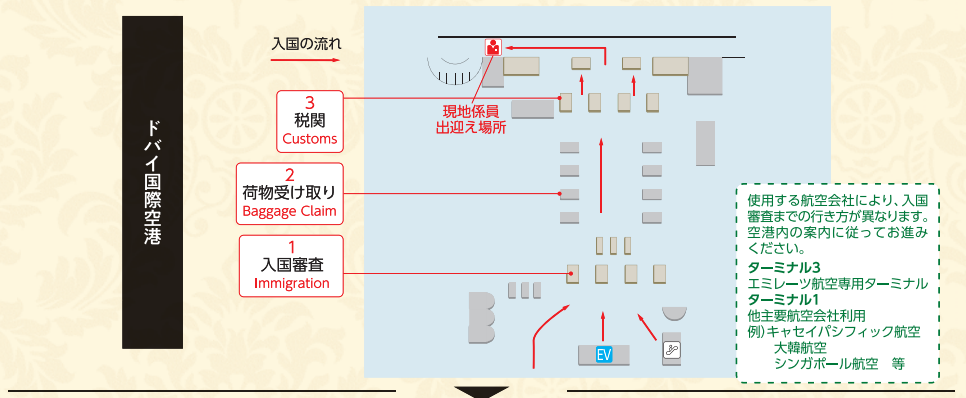 ドバイ国際空港
入国の流れ
現地係員
出迎え場所
3
税関
Customs
2
荷物受け取り
Baggage Claim
1
入国審査
Immigration
EV
使用する航空会社により、入国
審査までの行き方が異なります。
空港内の案内に従ってお進み
ください。
ターミナル3
エミレーツ航空専用ターミナル
ターミナル1
他主要航空会社利用
例)キャセイパシフィック航空
大韓航空
シンガポール航空 等